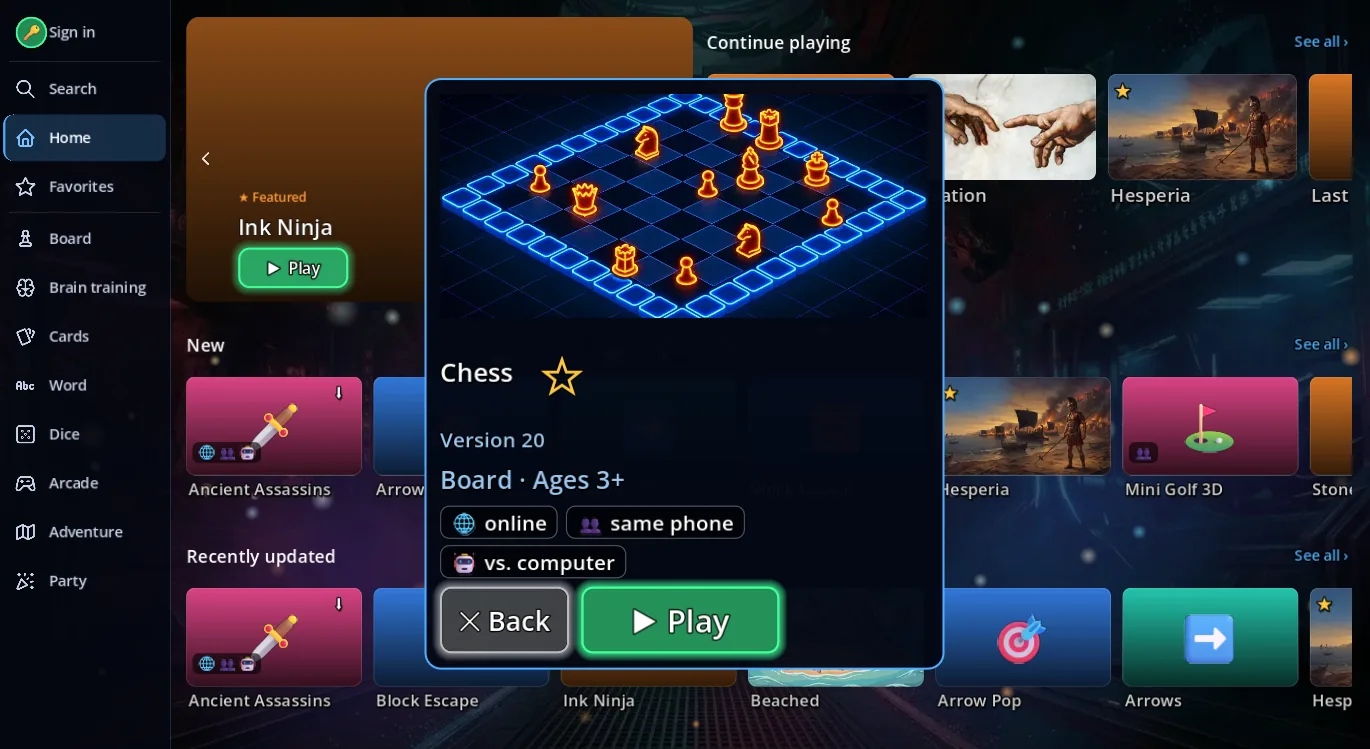 Sign in
Search
Home
Favorites
Board
Brain training
Cards
Abc Word
Dice
Arcade
Adventure
Party
★ Featured
Ink Ninja
▶ Play
Continue playing
See all ›
ation
Hesperia
Last
New
See all ›
Ancient Assassins
Arrow
Hesperia
Mini Golf 3D
Stone
Recently updated
See all ›
Ancient Assassins
Block Escape
Ink Ninja
Beached
Arrow Pop
Arrows
Hesp
Chess
Version 20
Board · Ages 3+
online
same phone
vs. computer
Back
▶ Play